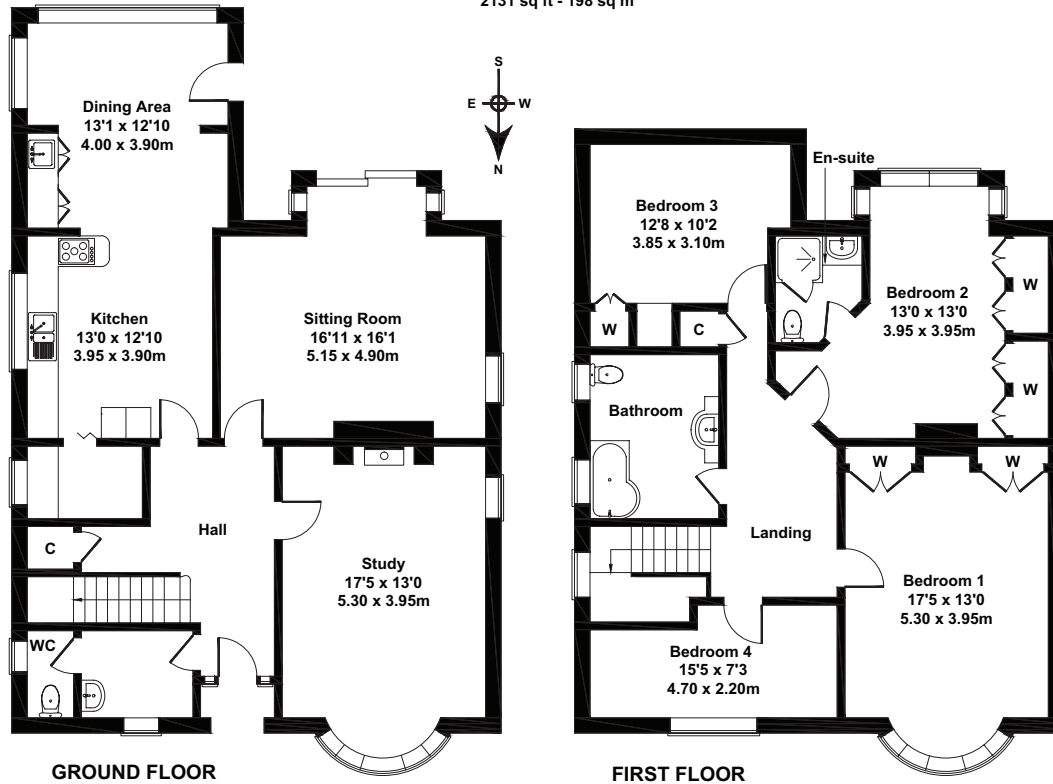 2131 sq ft - 198 sq m
S
E W
N
Dining Area
13'1 x 12'10
4.00 x 3.90m
Kitchen
13'0 x 12'10
3.95 x 3.90m
Sitting Room
16'11 x 16'1
5.15 x 4.90m
Hall
C
Study
17'5 x 13'0
5.30 x 3.95m
WC
GROUND FLOOR
En-suite
Bedroom 3
12'8 x 10'2
3.85 x 3.10m
Bedroom 2
13'0 x 13'0
3.95 x 3.95m
W
W
W
C
Bathroom
W
W
Landing
Bedroom 1
17'5 x 13'0
5.30 x 3.95m
Bedroom 4
15'5 x 7'3
4.70 x 2.20m
FIRST FLOOR